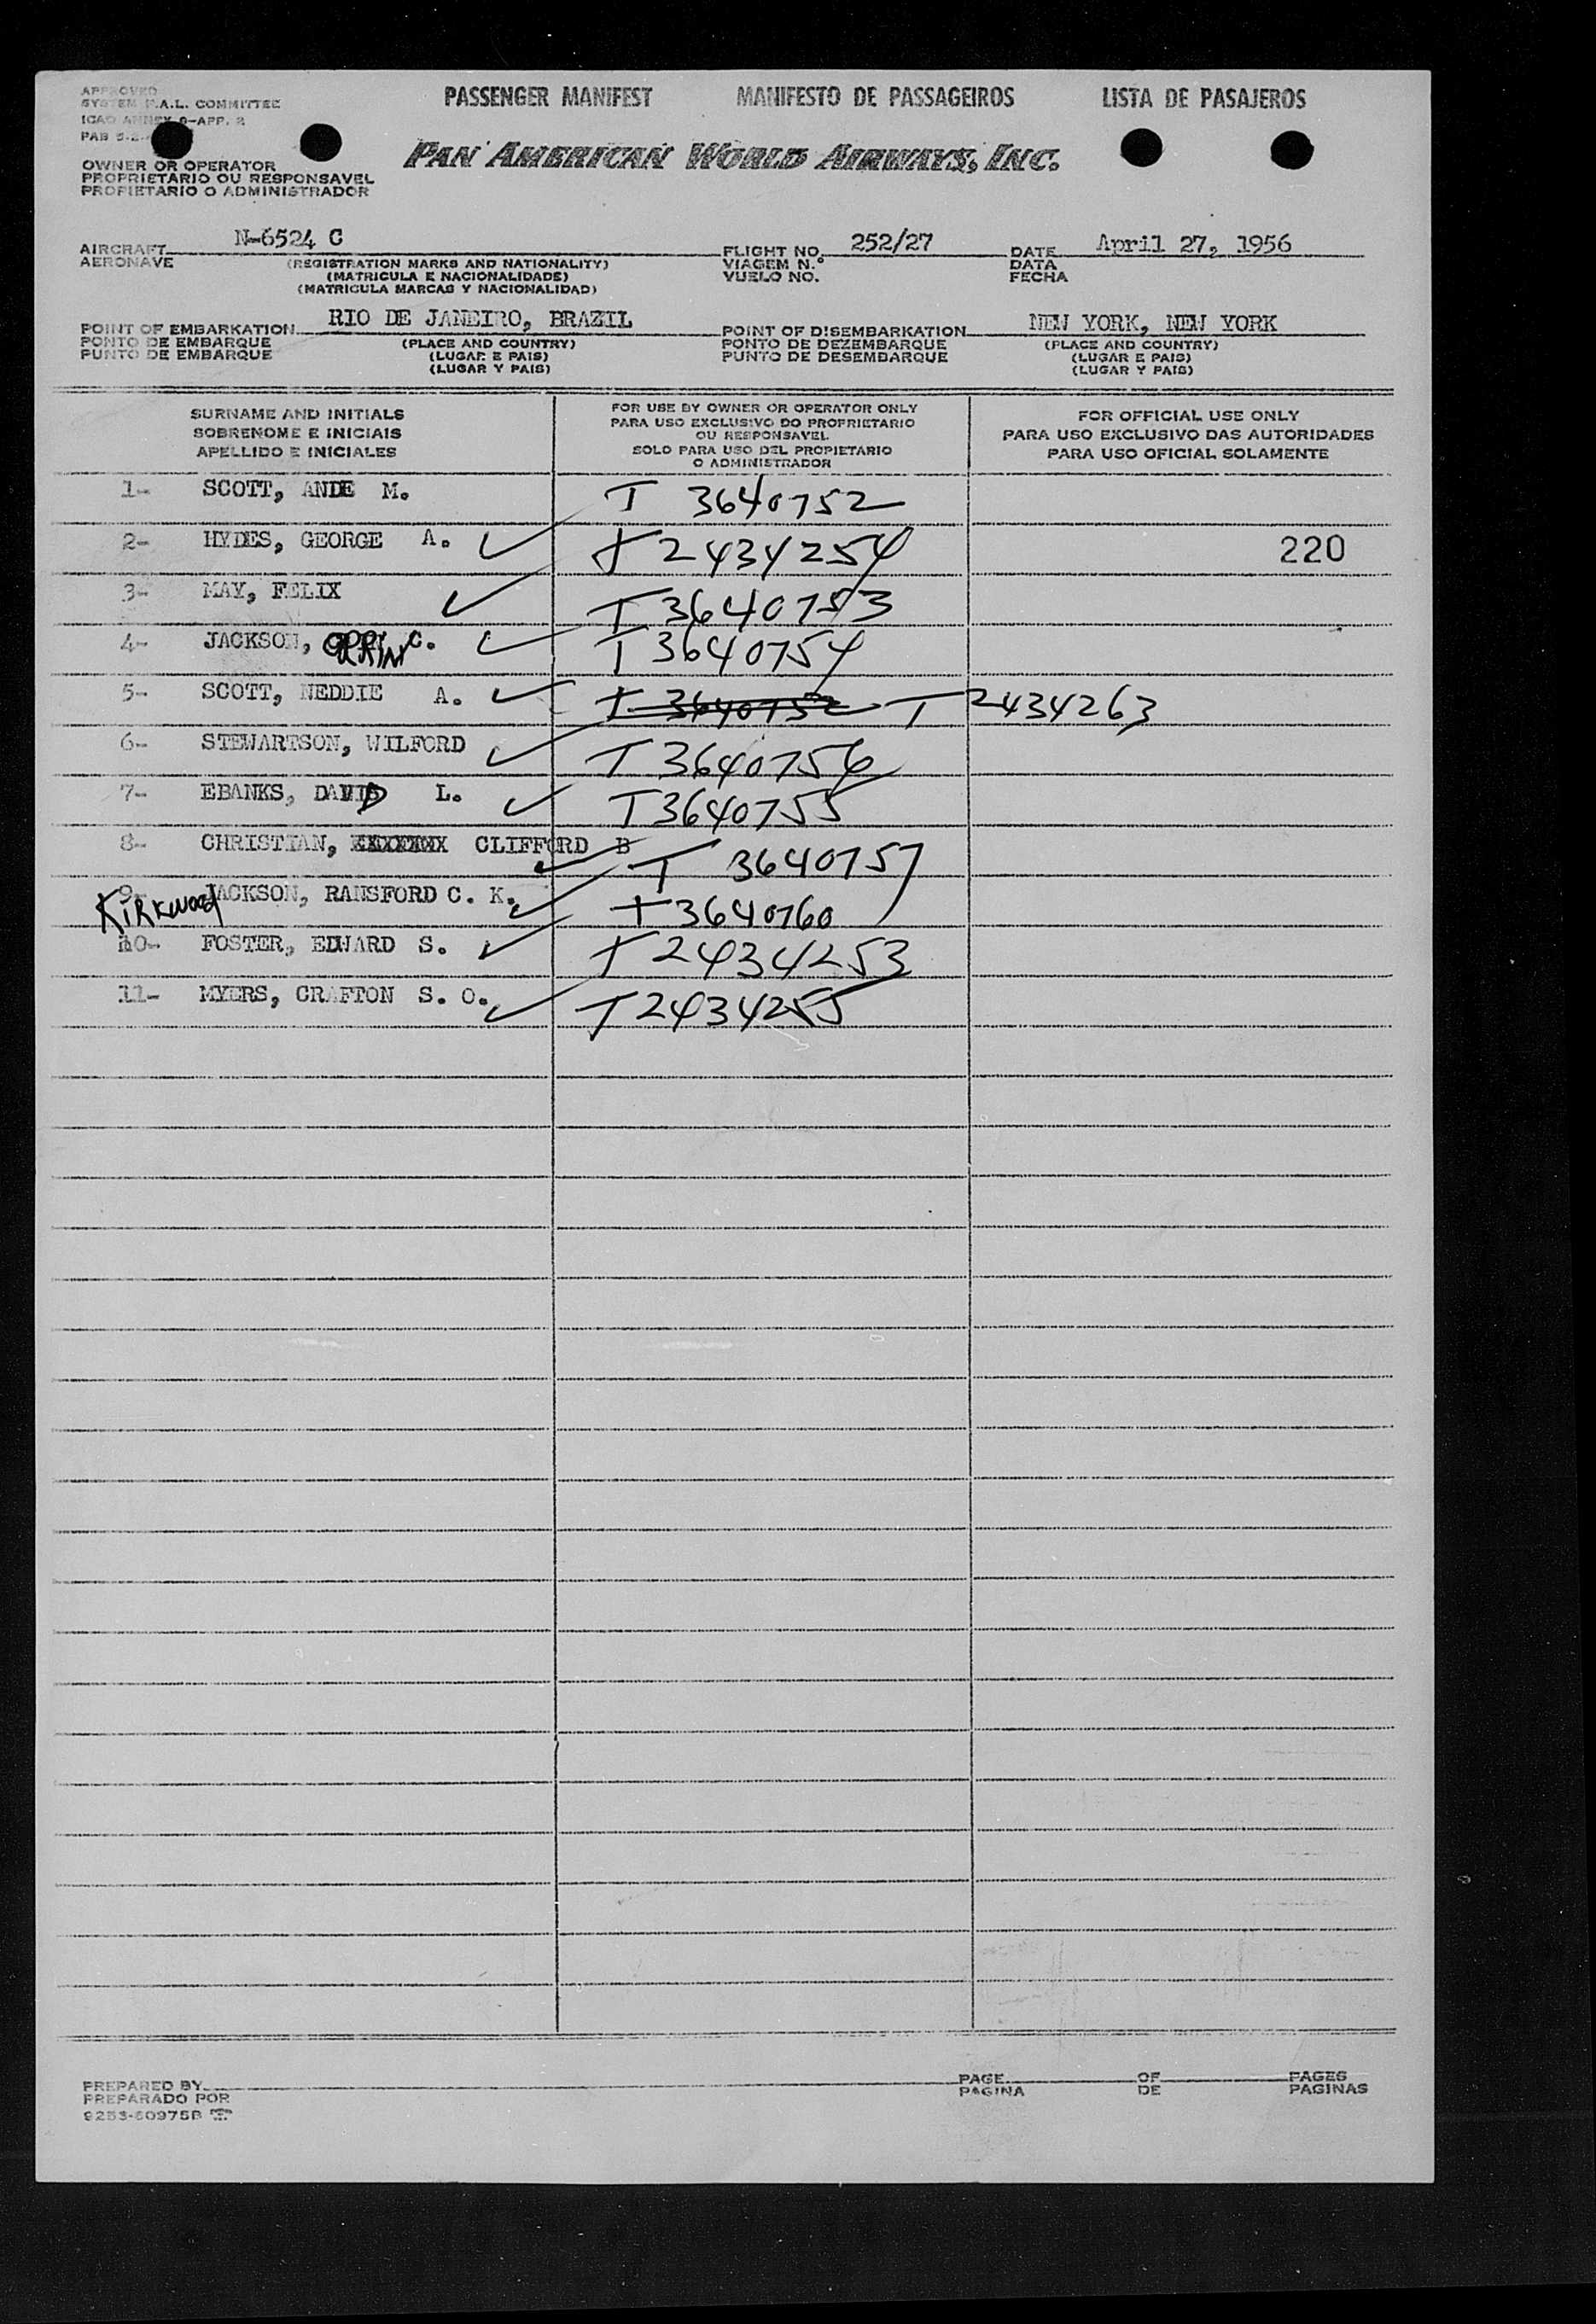 APPROVED
SYSTEM F.A.L. COMMITTEE
ICAO ANNEX 9-APP. 2
PASSENGER MANIFEST MANIFESTO DE PASSAGEIROS LISTA DE PASAJEROS
PAN AMERICAN WORLD AIRWAYS, INC.
OWNER OR OPERATOR
PROPRIETARIO OU RESPONSAVEL
PROPIETARIO O ADMINISTRADOR
AIRCRAFT N-6524 C FLIGHT NO. 252/27 DATE April 27, 1956
AERONAVE (REGISTRATION MARKS AND NATIONALITY) VIAGEM N.° DATA
(MATRICULA E NACIONALIDADE) VUELO NO. FECHA
(MATRICULA MARCAS Y NACIONALIDAD)
POINT OF EMBARKATION RIO DE JANEIRO, BRAZIL POINT OF DISEMBARKATION NEW YORK, NEW YORK
PONTO DE EMBARQUE (PLACE AND COUNTRY) PONTO DE DEZEMBARQUE (PLACE AND COUNTRY)
PUNTO DE EMBARQUE (LUGAR E PAIS) PUNTO DE DESEMBARQUE (LUGAR E PAIS)
(LUGAR Y PAIS) (LUGAR Y PAIS)
SURNAME AND INITIALS
SOBRENOME E INICIAIS
APELLIDO E INICIALES
FOR USE BY OWNER OR OPERATOR ONLY
PARA USO EXCLUSIVO DO PROPRIETARIO
OU RESPONSAVEL
SOLO PARA USO DEL PROPIETARIO
O ADMINISTRADOR
FOR OFFICIAL USE ONLY
PARA USO EXCLUSIVO DAS AUTORIDADES
PARA USO OFICIAL SOLAMENTE
1- SCOTT, ANDE M. T 3640752
2- HYDES, GEORGE A. T 2434254 220
3- MAY, FELIX T 3640753
4- JACKSON, ORRIN C. T 3640754
5- SCOTT, NEDDIE A. T 3640752 T 2434263
6- STEWARTSON, WILFORD T 3640756
7- EBANKS, DAVID L. T 3640755
8- CHRISTIAN, CLIFFORD B T 3640757
9- JACKSON, RANSFORD C. K. T 3640760
KIRKWOOD
10- FOSTER, EDWARD S. T 2434253
11- MYERS, CRAFTON S. O. T 2434255
PREPARED BY PAGE OF PAGES
PREPARADO POR PAGINA DE PAGINAS
9253-60975B